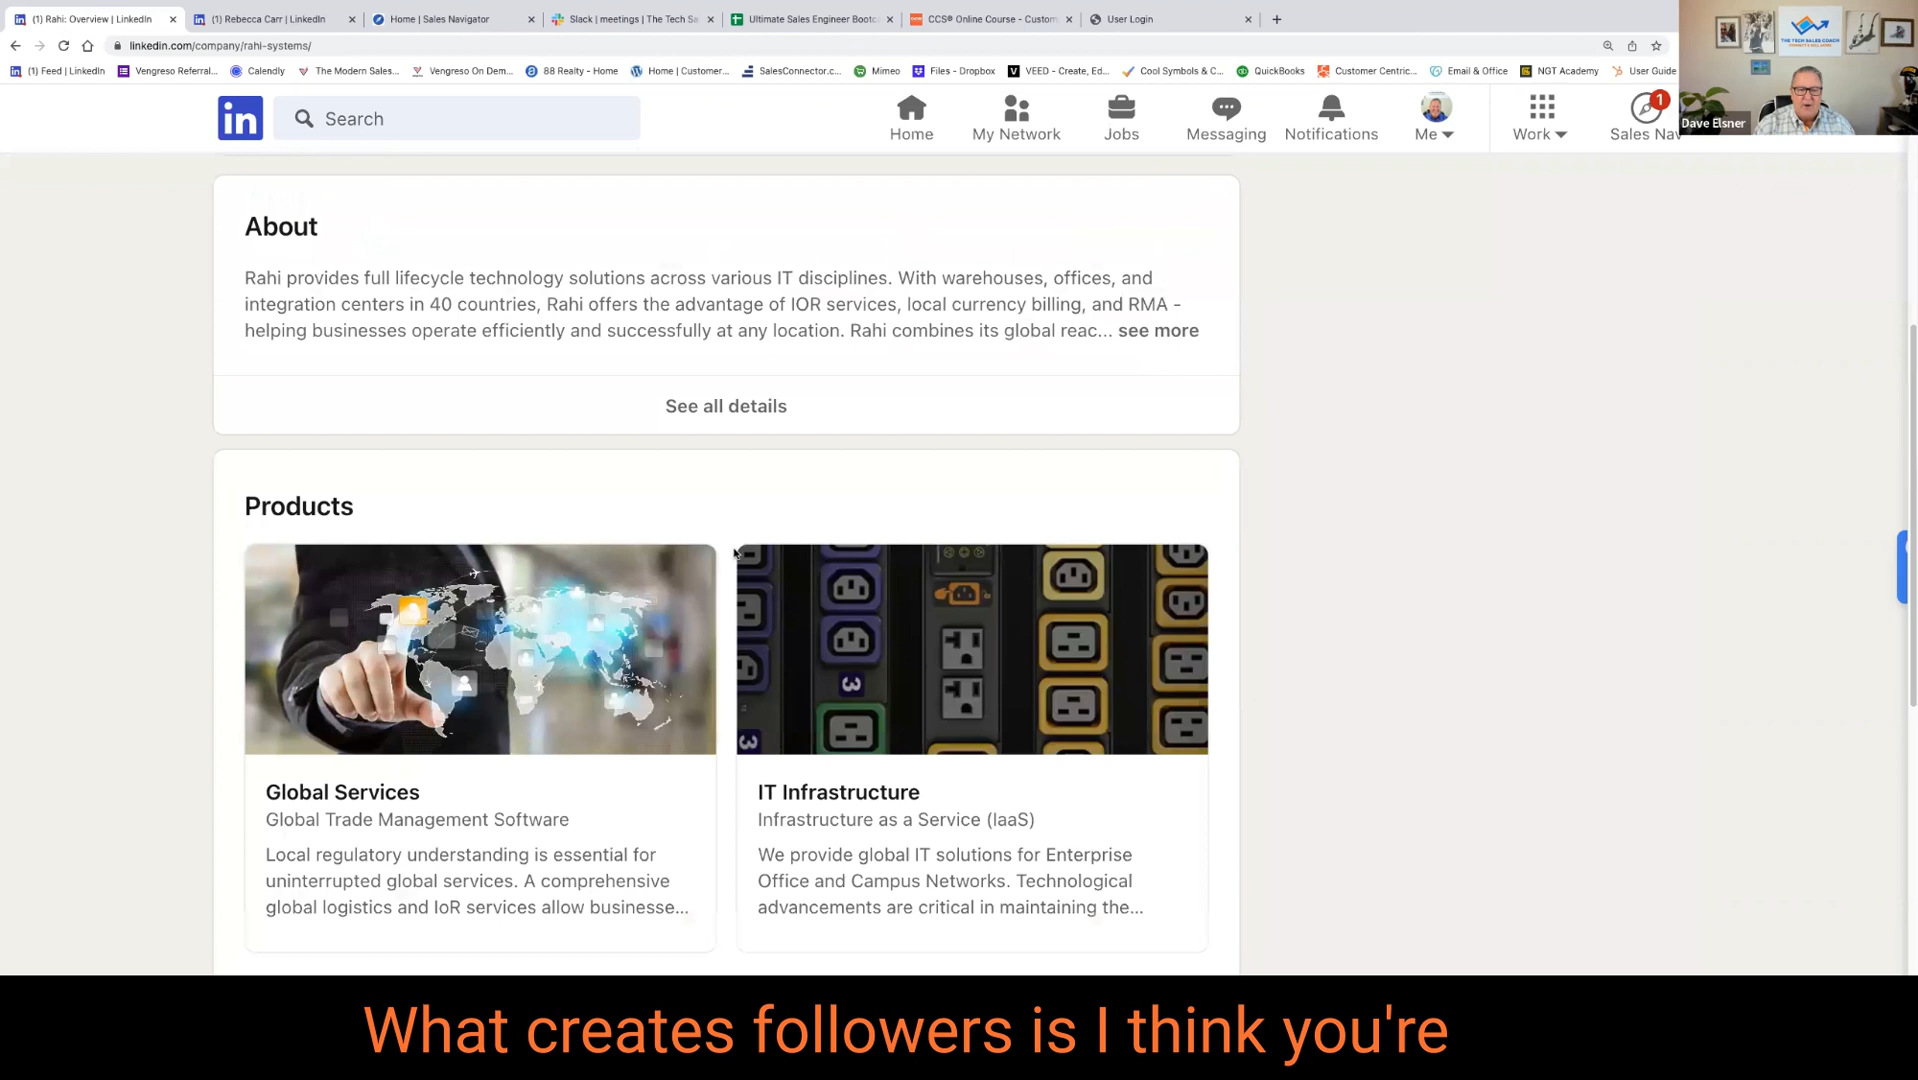 (1) Rahi: Overview | LinkedIn
(1) Rebecca Carr | LinkedIn
Home | Sales Navigator
Slack | meetings | The Tech Sa
Ultimate Sales Engineer Bootc
CCS® Online Course - Custom
User Login
linkedin.com/company/rahi-systems/
(1) Feed | LinkedIn
Vengreso Referral...
Calendly
The Modern Sales...
Vengreso On Dem...
88 Realty - Home
Home | Customer...
SalesConnector.c...
Mimeo
Files - Dropbox
VEED - Create, Ed...
Cool Symbols & C...
QuickBooks
Customer Centric...
Email & Office
NGT Academy
User Guide
THE TECH SALES COACH
Dave Elsner
in
Search
Home
My Network
Jobs
Messaging
Notifications
Me
Work
1
Sales Nav
About
Rahi provides full lifecycle technology solutions across various IT disciplines. With warehouses, offices, and
integration centers in 40 countries, Rahi offers the advantage of IOR services, local currency billing, and RMA -
helping businesses operate efficiently and successfully at any location. Rahi combines its global reac... see more
See all details
Products
3
3
Global Services
Global Trade Management Software
Local regulatory understanding is essential for
uninterrupted global services. A comprehensive
global logistics and IoR services allow businesse...
IT Infrastructure
Infrastructure as a Service (IaaS)
We provide global IT solutions for Enterprise
Office and Campus Networks. Technological
advancements are critical in maintaining the...
What creates followers is I think you're